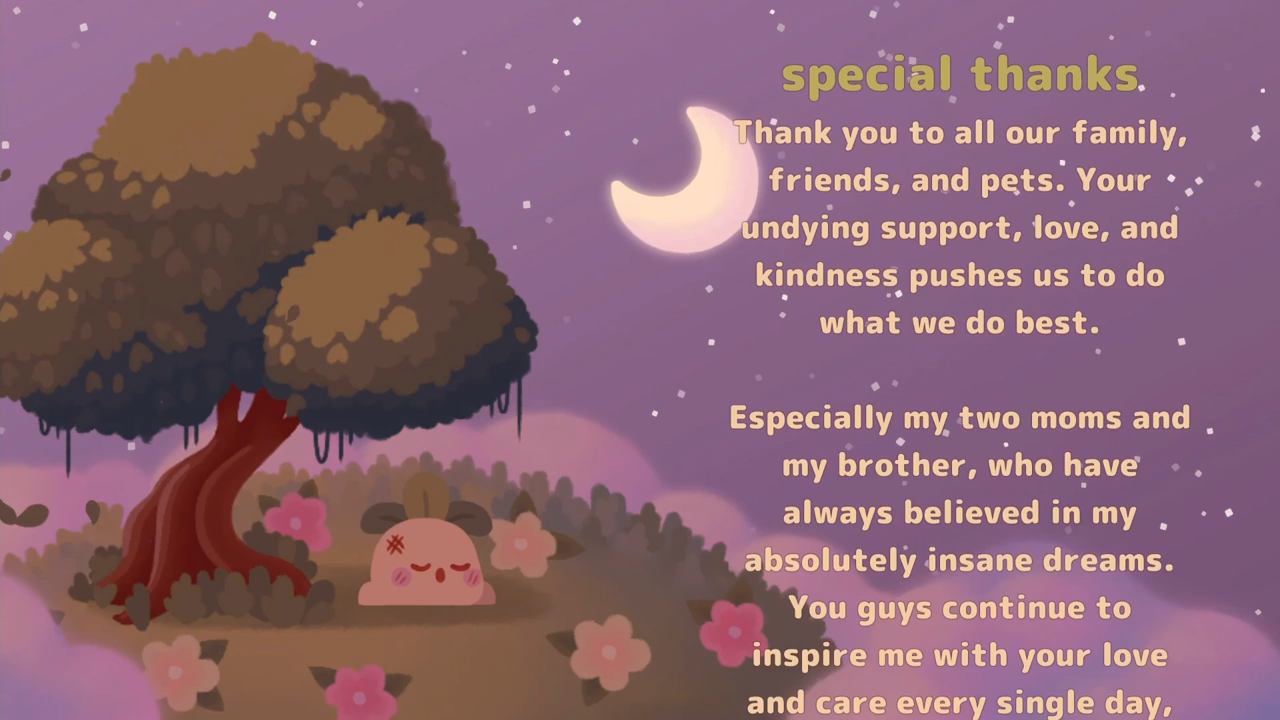 special thanks
Thank you to all our family,
friends, and pets. Your
undying support, love, and
kindness pushes us to do
what we do best.
Especially my two moms and
my brother, who have
always believed in my
absolutely insane dreams.
You guys continue to
inspire me with your love
and care every single day,